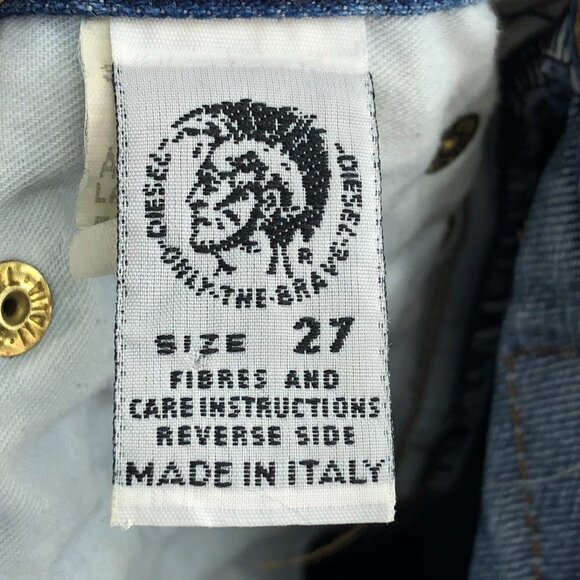 DIESEL
DIESEL
ONLY-THE-BRAVE
R
SIZE 27
FIBRES AND
CARE INSTRUCTIONS
REVERSE SIDE
MADE IN ITALY